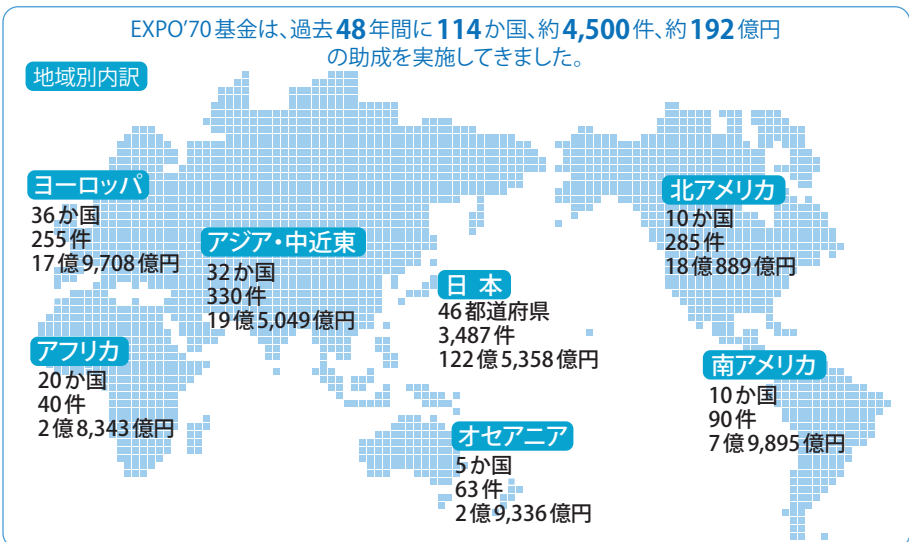 EXPO’70基金は、過去48年間に114か国、約4,500件、約192億円
の助成を実施してきました。
地域別内訳
ヨーロッパ
36か国
255件
17億9,708億円
アジア・中近東
32か国
330件
19億5,049億円
日本
46都道府県
3,487件
122億5,358億円
北アメリカ
10か国
285件
18億889億円
アフリカ
20か国
40件
2億8,343億円
南アメリカ
10か国
90件
7億9,895億円
オセアニア
5か国
63件
2億9,336億円